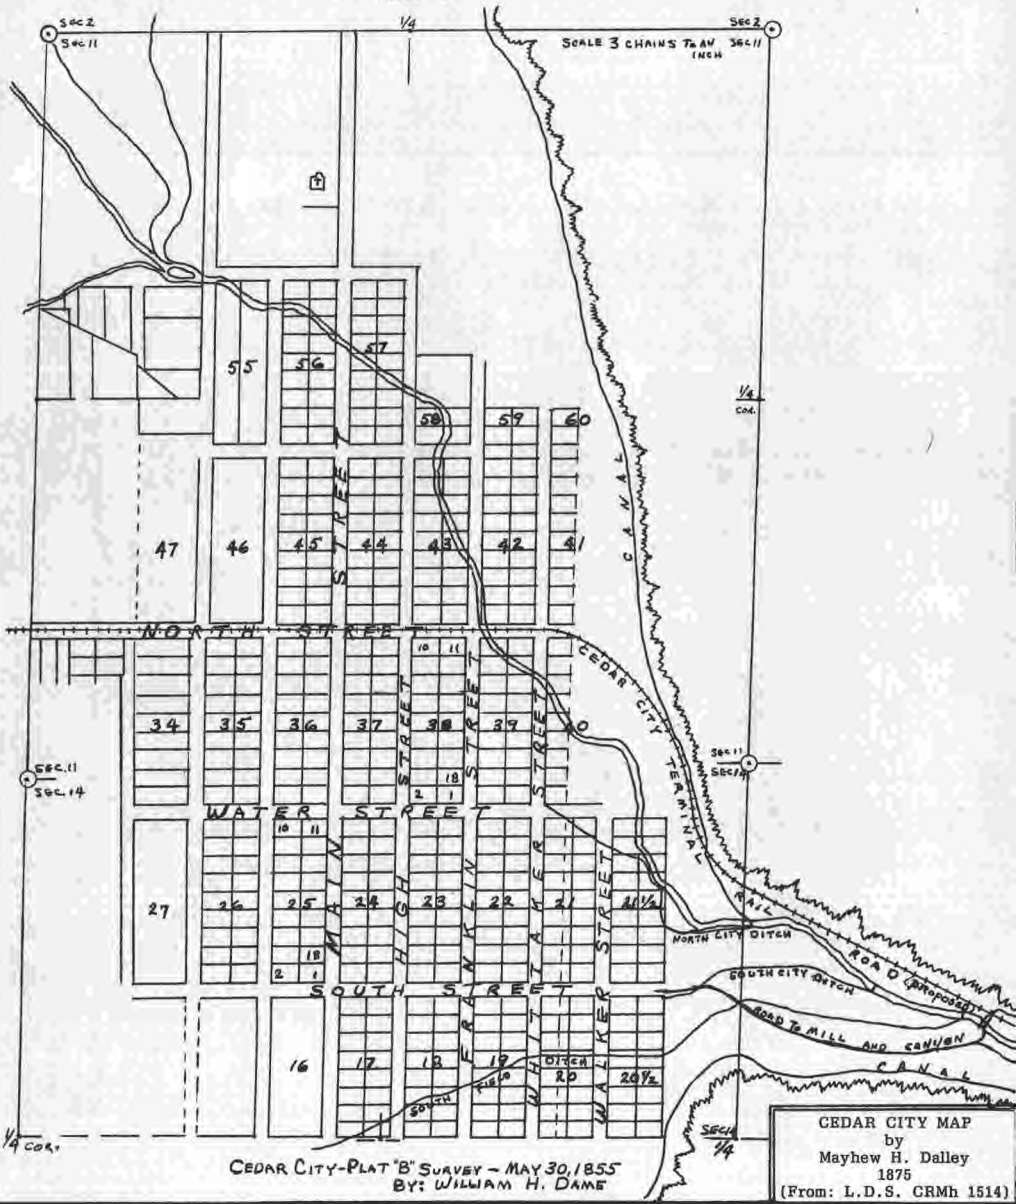 SEC 2
SEC 11
1/4
SEC 2
SEC 11
SCALE 3 CHAINS TO AN
INCH
1/4
COR.
55
56
57
58
59
60
CANAL
47
46
45
44
43
42
41
STREET
NORTH STREET
10 11
CEDAR CITY TERMINAL RAIL ROAD (PROPOSED)
34
35
36
37
38
39
40
STREET
STREET
STREET
18
2 1
SEC. 11
SEC. 14
SEC 11
SEC 14
WATER STREET
10 11
27
26
25
24
23
22
21
21 1/2
MAIN
HIGH
FRANKLIN
WHITTAKER
WALKER STREET
18
2 1
NORTH CITY DITCH
SOUTH CITY DITCH
SOUTH STREET
ROAD TO MILL AND CANYON
CANAL
16
17
18
19
20
20 1/2
SOUTH FIELD DITCH
1/4 COR.
SEC 14
1/4
CEDAR CITY-PLAT "B" SURVEY - MAY 30, 1855
BY: WILLIAM H. DAME
CEDAR CITY MAP
by
Mayhew H. Dalley
1875
(From: L.D.S. CRMh 1514)